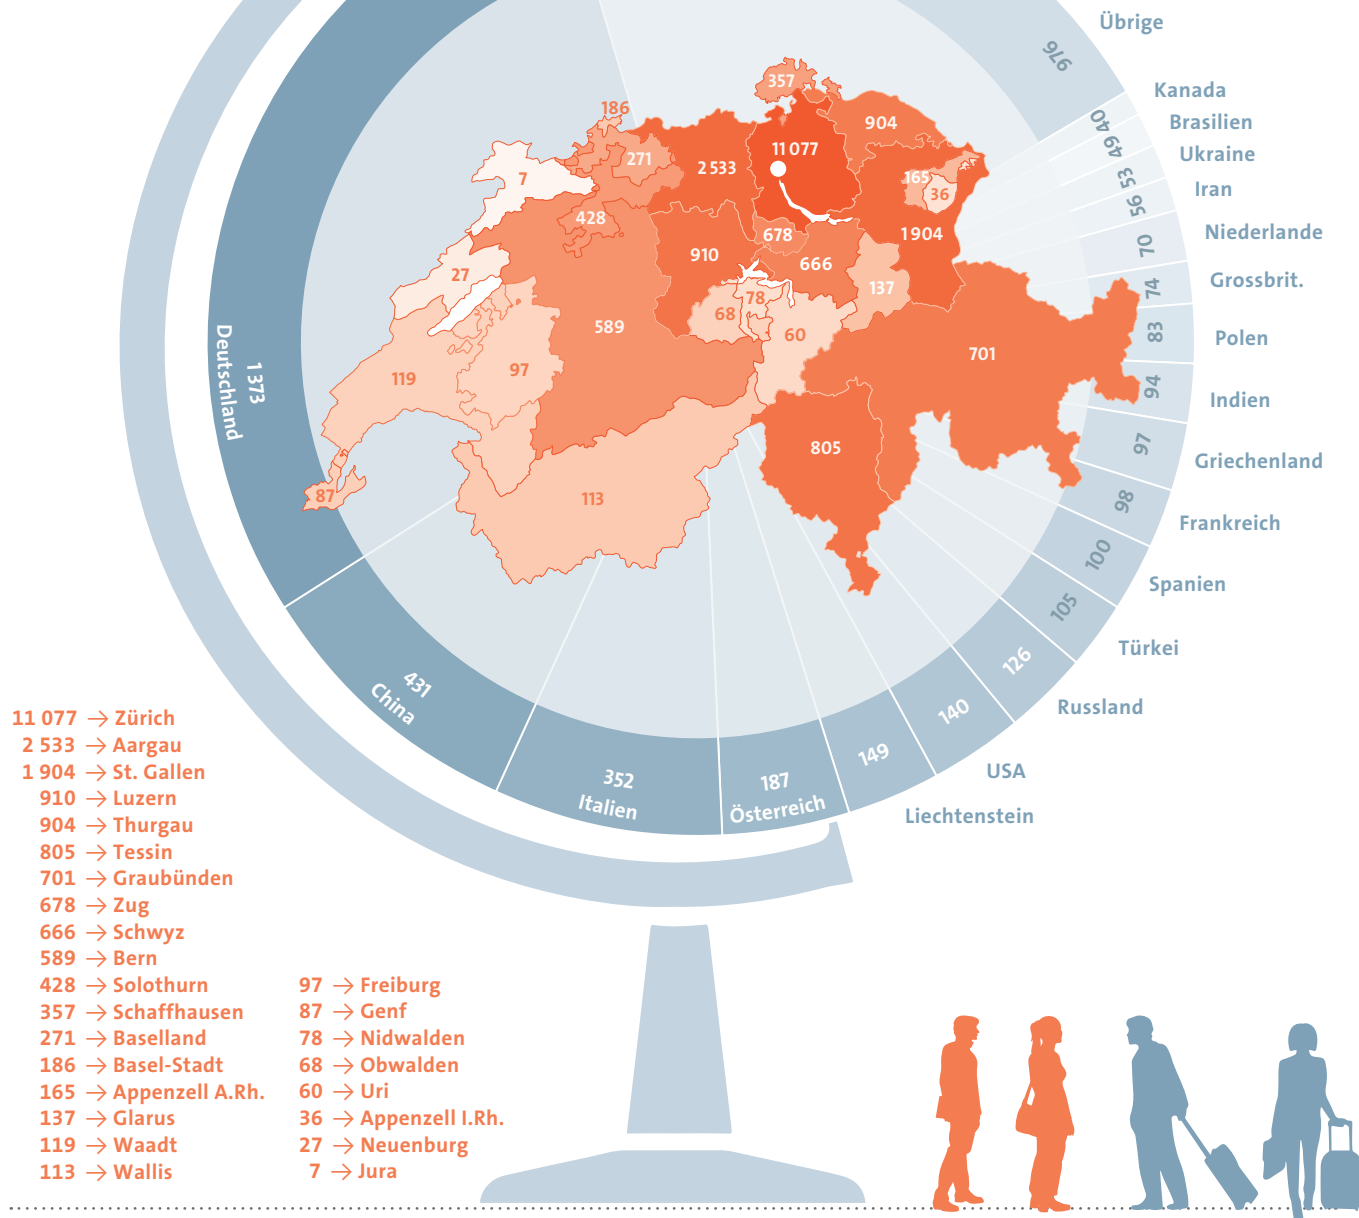 Übrige
976
Kanada
40
Brasilien
49
Ukraine
53
Iran
56
Niederlande
70
Grossbrit.
74
Polen
83
Indien
94
Griechenland
97
Frankreich
98
Spanien
100
Türkei
105
Russland
126
USA
140
Liechtenstein
149
187
Österreich
352
Italien
431
China
1373
Deutschland
357
186
904
11 077
271
2 533
7
165
36
428
678
1 904
910
666
27
137
78
68
589
60
701
97
119
805
87
113
11 077 → Zürich
2 533 → Aargau
1 904 → St. Gallen
910 → Luzern
904 → Thurgau
805 → Tessin
701 → Graubünden
678 → Zug
666 → Schwyz
589 → Bern
428 → Solothurn
357 → Schaffhausen
271 → Baselland
186 → Basel-Stadt
165 → Appenzell A.Rh.
137 → Glarus
119 → Waadt
113 → Wallis
97 → Freiburg
87 → Genf
78 → Nidwalden
68 → Obwalden
60 → Uri
36 → Appenzell I.Rh.
27 → Neuenburg
7 → Jura